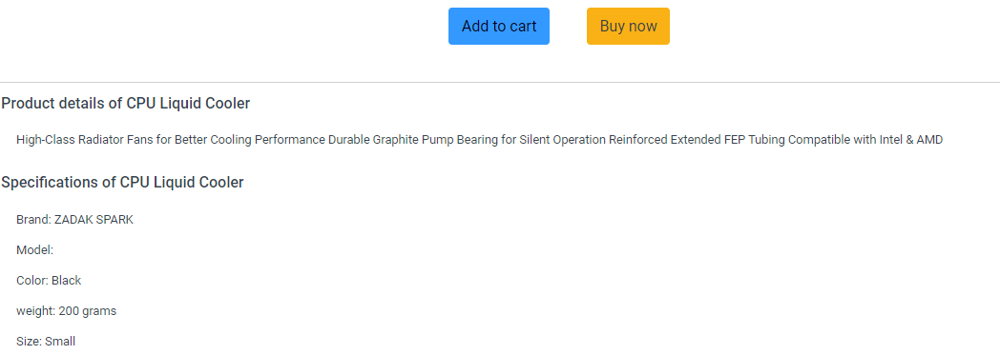 Add to cart Buy now
Product details of CPU Liquid Cooler
High-Class Radiator Fans for Better Cooling Performance Durable Graphite Pump Bearing for Silent Operation Reinforced Extended FEP Tubing Compatible with Intel & AMD
Specifications of CPU Liquid Cooler
Brand: ZADAK SPARK
Model:
Color: Black
weight: 200 grams
Size: Small